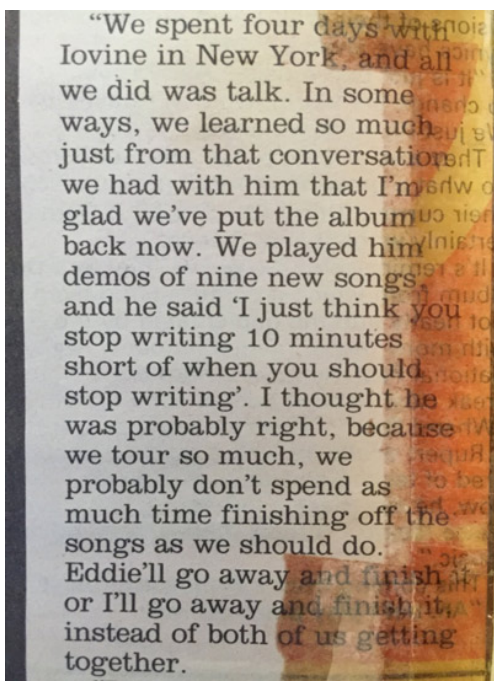 “We spent four days with
Iovine in New York, and all
we did was talk. In some
ways, we learned so much
just from that conversation
we had with him that I’m
glad we’ve put the album
back now. We played him
demos of nine new songs,
and he said ‘I just think you
stop writing 10 minutes
short of when you should
stop writing’. I thought he
was probably right, because
we tour so much, we
probably don’t spend as
much time finishing off the
songs as we should do.
Eddie’ll go away and finish it
or I’ll go away and finish it,
instead of both of us getting
together.